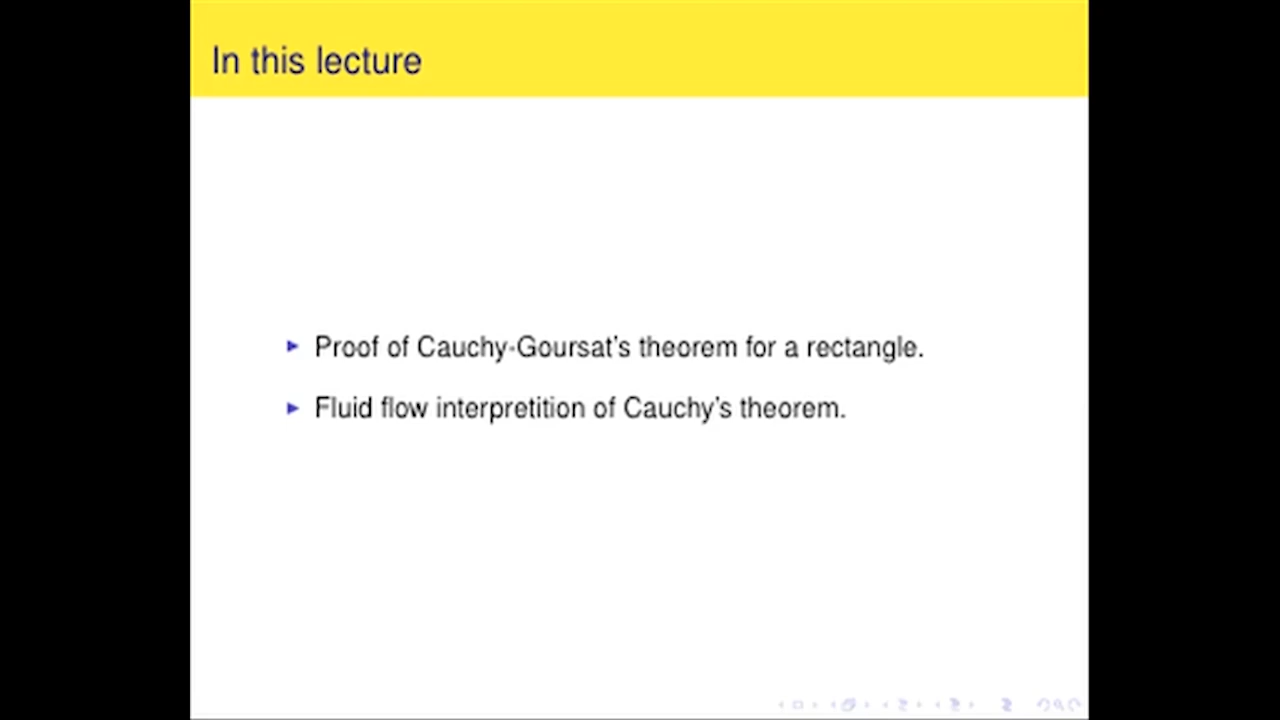 In this lecture
Proof of Cauchy-Goursat's theorem for a rectangle.
Fluid flow interpretition of Cauchy's theorem.